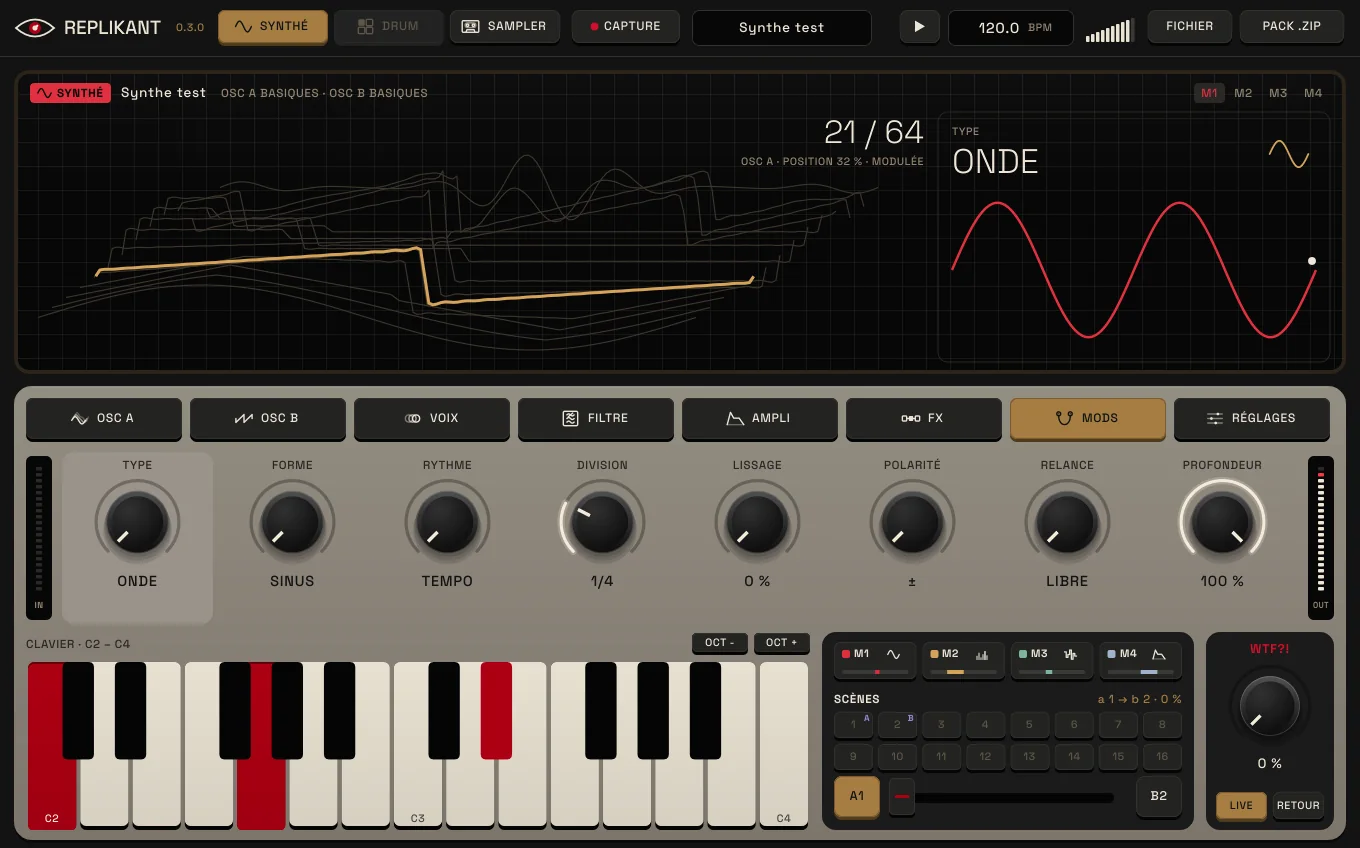 REPLIKANT 0.3.0 SYNTHÉ DRUM SAMPLER CAPTURE Synthe test 120.0 BPM FICHIER PACK .ZIP
SYNTHÉ Synthe test OSC A BASIQUES · OSC B BASIQUES M1 M2 M3 M4
21 / 64
OSC A · POSITION 32 % · MODULÉE
TYPE
ONDE
OSC A OSC B VOIX FILTRE AMPLI FX MODS RÉGLAGES
TYPE FORME RYTHME DIVISION LISSAGE POLARITÉ RELANCE PROFONDEUR
ONDE SINUS TEMPO 1/4 0 % ± LIBRE 100 %
IN OUT
CLAVIER · C2 – C4 OCT - OCT +
C2 C3 C4
M1 M2 M3 M4
SCÈNES a 1 → b 2 · 0 %
1 A 2 B 3 4 5 6 7 8
9 10 11 12 13 14 15 16
A1 B2
WTF?!
0 %
LIVE RETOUR